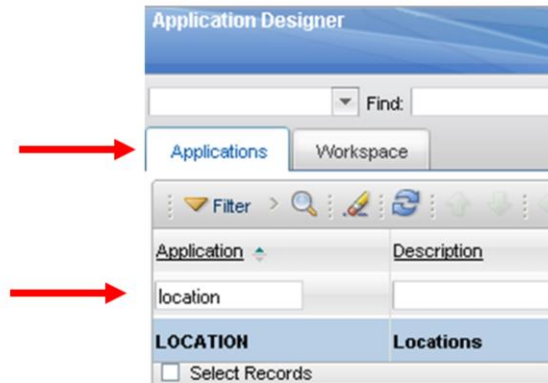 Application Designer
Find:
Applications Workspace
Filter
Application Description
location
LOCATION Locations
Select Records